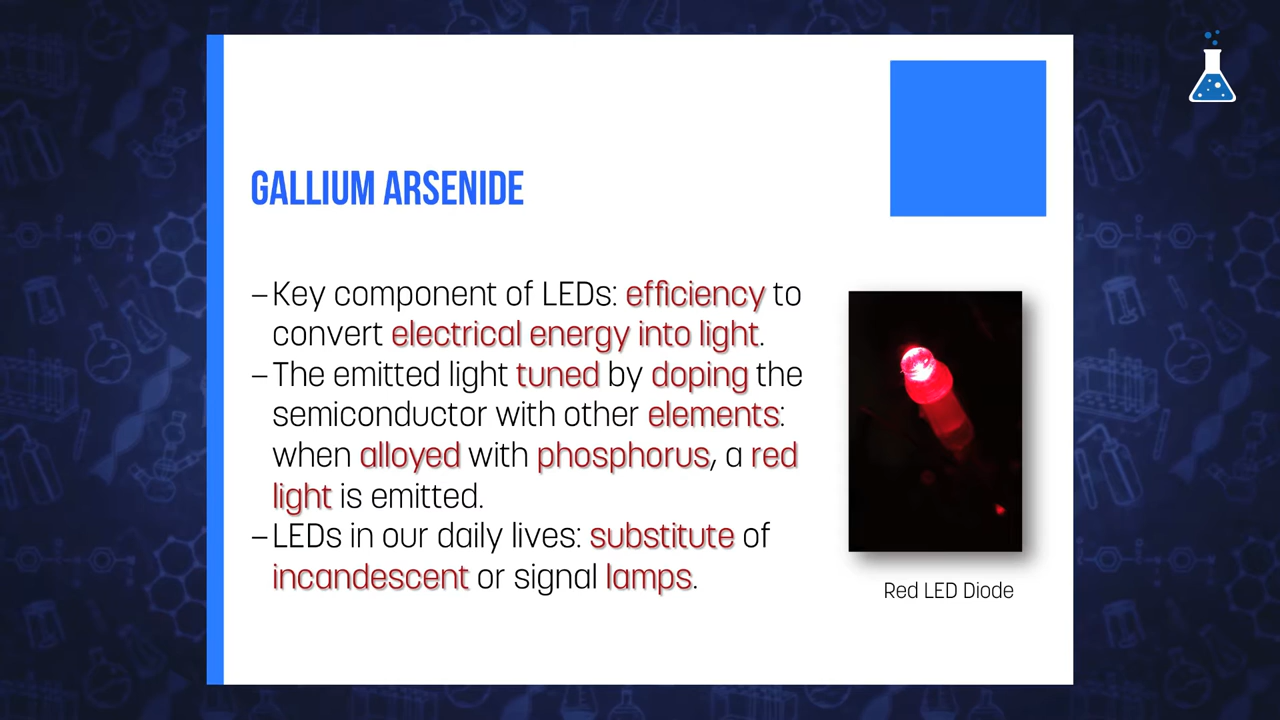 GALLIUM ARSENIDE
–Key component of LEDs: efficiency to
convert electrical energy into light.
–The emitted light tuned by doping the
semiconductor with other elements:
when alloyed with phosphorus, a red
light is emitted.
–LEDs in our daily lives: substitute of
incandescent or signal lamps.
Red LED Diode